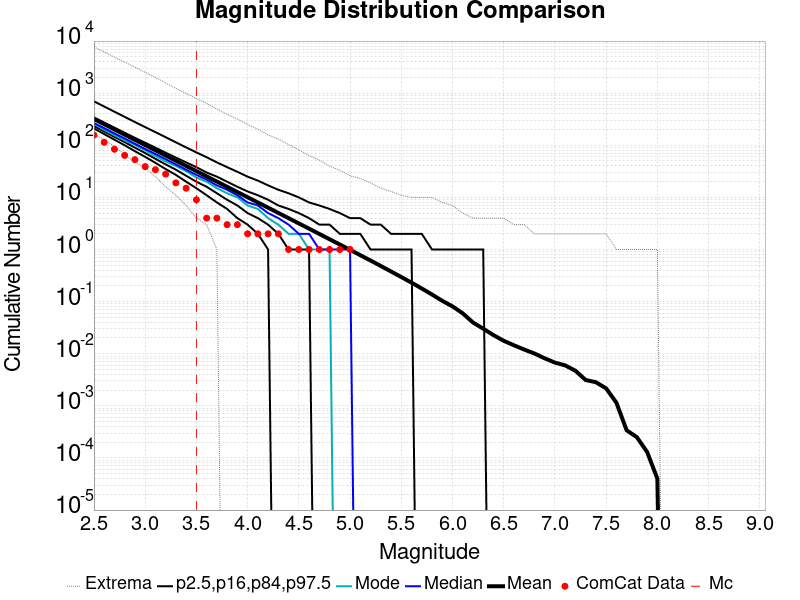 Magnitude Distribution Comparison
10^4
10^3
10^2
10^1
10^0
10^-1
10^-2
10^-3
10^-4
10^-5
Cumulative Number
2.5 3.0 3.5 4.0 4.5 5.0 5.5 6.0 6.5 7.0 7.5 8.0 8.5 9.0
Magnitude
Extrema p2.5,p16,p84,p97.5 Mode Median Mean ComCat Data Mc